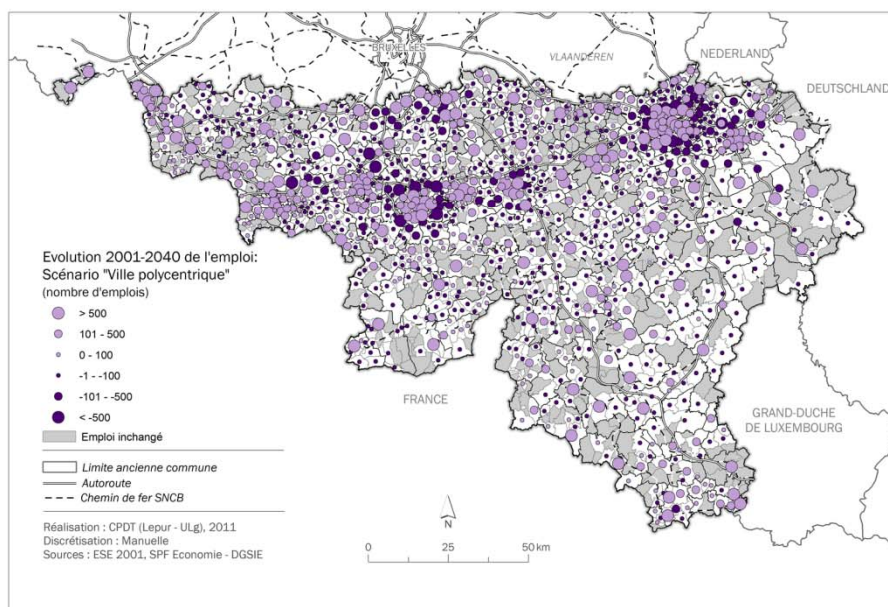 BRUXELLES
VLAANDEREN
NEDERLAND
DEUTSCHLAND
Evolution 2001-2040 de l'emploi:
Scénario "Ville polycentrique"
(nombre d'emplois)
> 500
101 - 500
0 - 100
-1 - -100
-101 - -500
< -500
Emploi inchangé
FRANCE
GRAND-DUCHE
DE LUXEMBOURG
Limite ancienne commune
Autoroute
Chemin de fer SNCB
N
Réalisation : CPDT (Lepur - ULg), 2011
Discrétisation : Manuelle
Sources : ESE 2001, SPF Economie - DGSIE
0 25 50 km